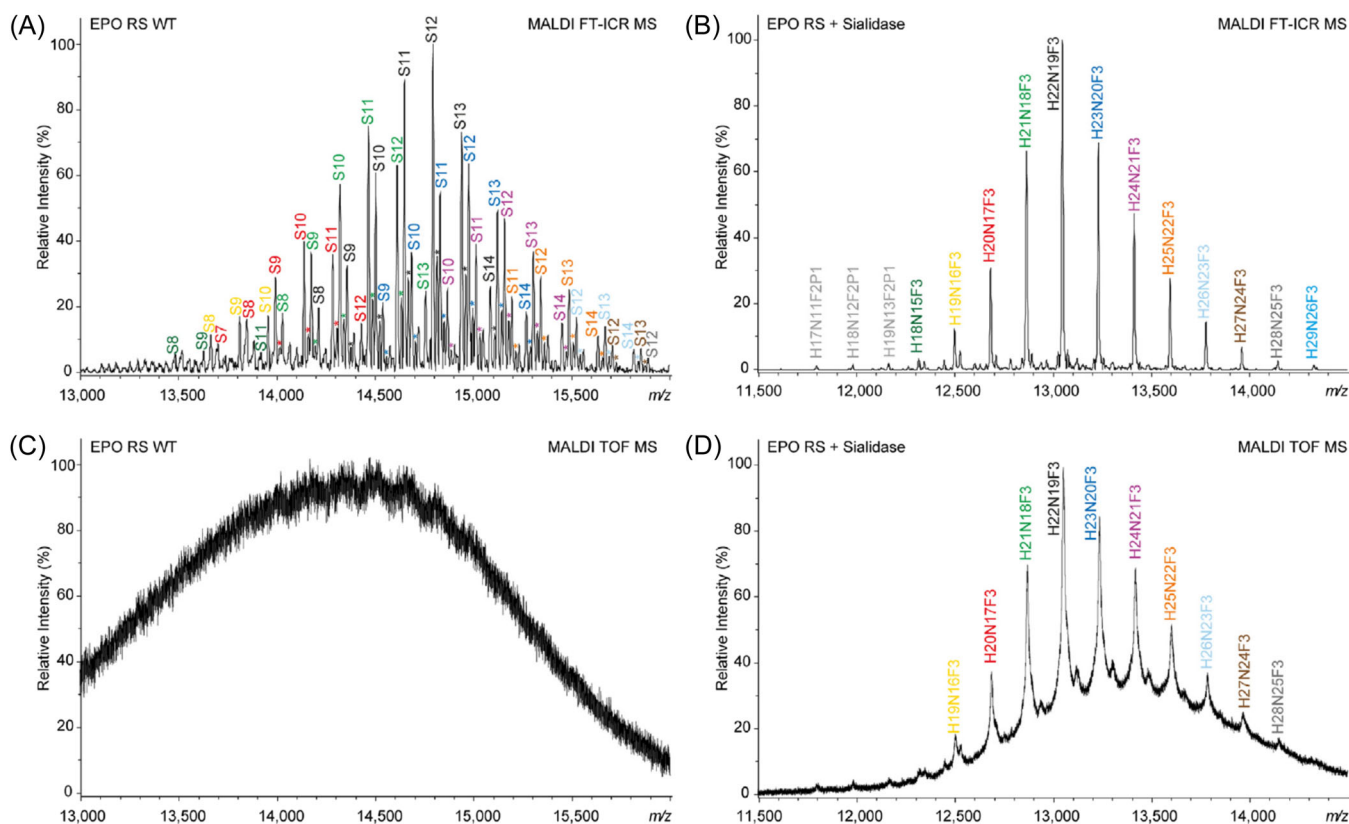 (A)
EPO RS WT
MALDI FT-ICR MS
Relative Intensity (%)
100
80
60
40
20
0
S8
S9
S8
S7
S9
S8
S11
S10
S9
S8
S10
S9
S8
S11
S10
S9
S12
S11
S10
S9
S12
S11
S10
S13
S12
S11
S10
S13
S12
S11
S14
S13
S12
S11
S14
S13
S12
S14
S13
S12
S14
S13
S12
S14
S13
S12
13,000
13,500
14,000
14,500
15,000
15,500
m/z
(B)
EPO RS + Sialidase
MALDI FT-ICR MS
Relative Intensity (%)
100
80
60
40
20
0
H17N11F2P1
H18N12F2P1
H19N13F2P1
H18N15F3
H19N16F3
H20N17F3
H21N18F3
H22N19F3
H23N20F3
H24N21F3
H25N22F3
H26N23F3
H27N24F3
H28N25F3
H29N26F3
11,500
12,000
12,500
13,000
13,500
14,000
m/z
(C)
EPO RS WT
MALDI TOF MS
Relative Intensity (%)
100
80
60
40
20
0
13,000
13,500
14,000
14,500
15,000
15,500
m/z
(D)
EPO RS + Sialidase
MALDI TOF MS
Relative Intensity (%)
100
80
60
40
20
0
H19N16F3
H20N17F3
H21N18F3
H22N19F3
H23N20F3
H24N21F3
H25N22F3
H26N23F3
H27N24F3
H28N25F3
11,500
12,000
12,500
13,000
13,500
14,000
m/z